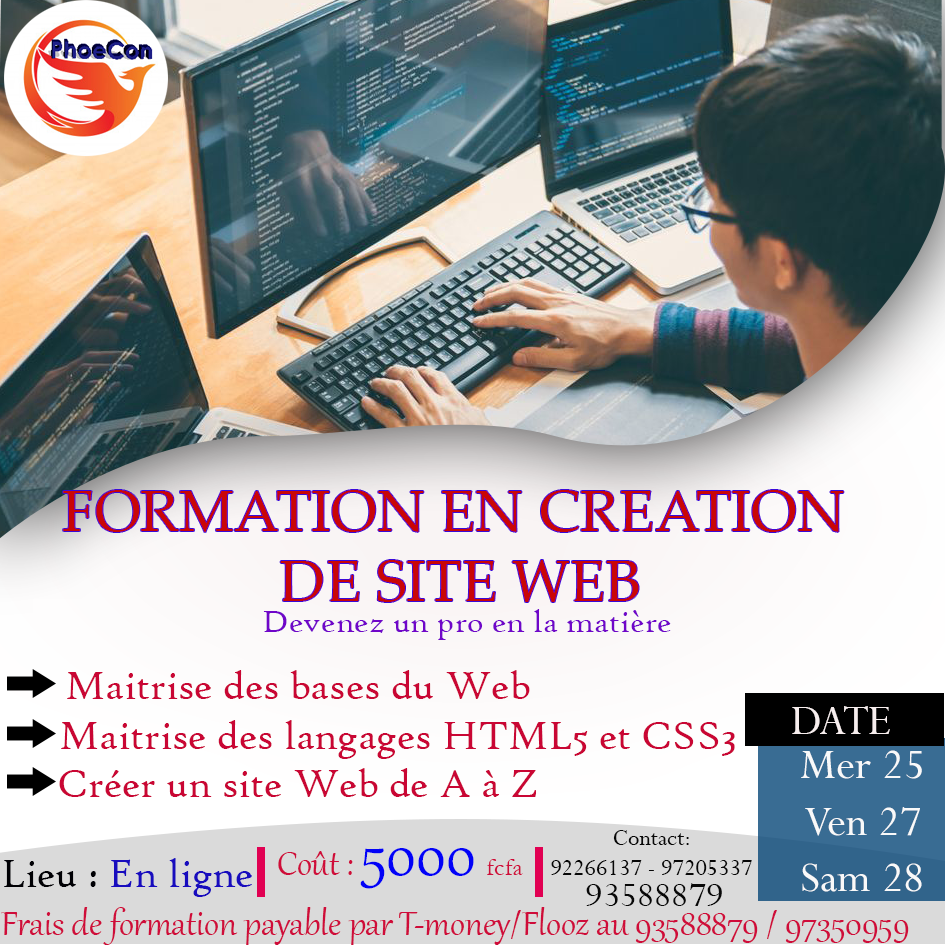 PhoeCon
FORMATION EN CREATION
DE SITE WEB
Devenez un pro en la matière
Maitrise des bases du Web
Maitrise des langages HTML5 et CSS3
Créer un site Web de A à Z
DATE
Mer 25
Ven 27
Sam 28
Lieu : En ligne
Coût : 5000 fcfa
Contact:
92266137 - 97205337
93588879
Frais de formation payable par T-money/Flooz au 93588879 / 97350959